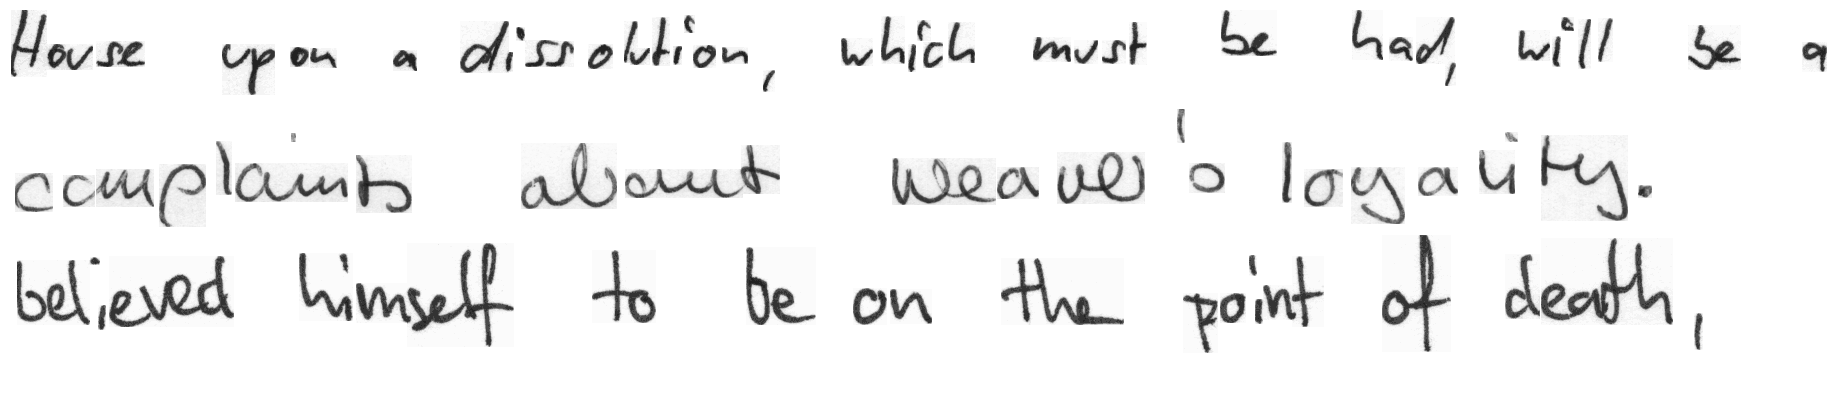 House upon a dissolution, which must be had, will be a
complaints about Weaver's loyality.
believed himself to be on the point of death,